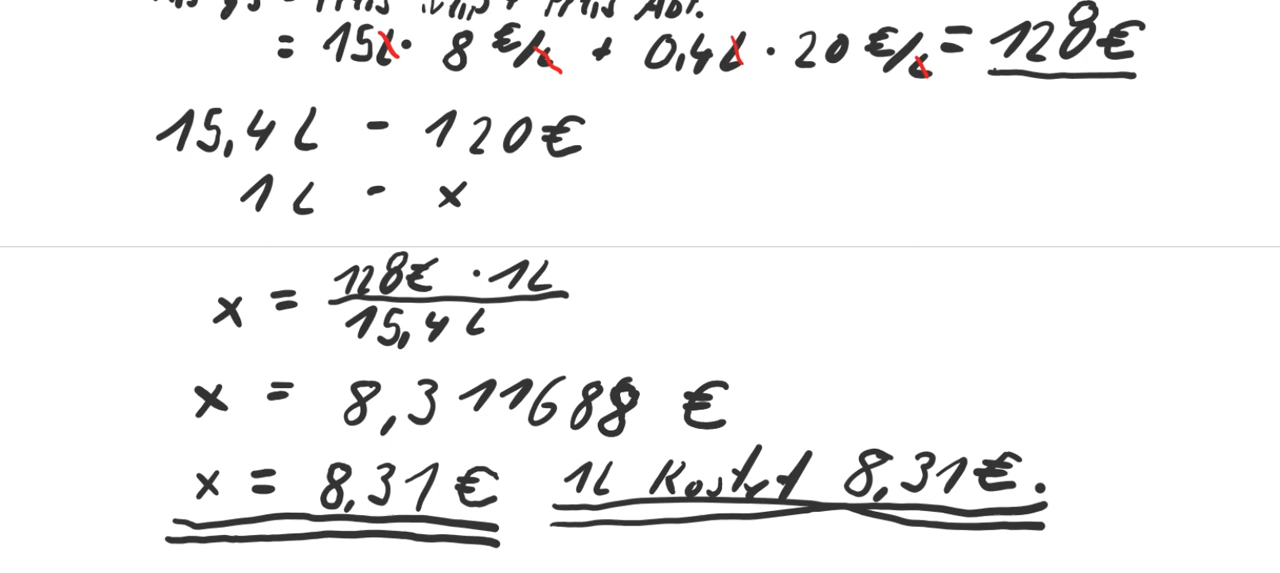 = 15l · 8 €/l + 0,4l · 20 €/l = 128€
15,4 L - 120€
1 L - x
x = 128€ · 1L / 15,4 L
x = 8,311688 €
x = 8,31 € 1L kostet 8,31€.